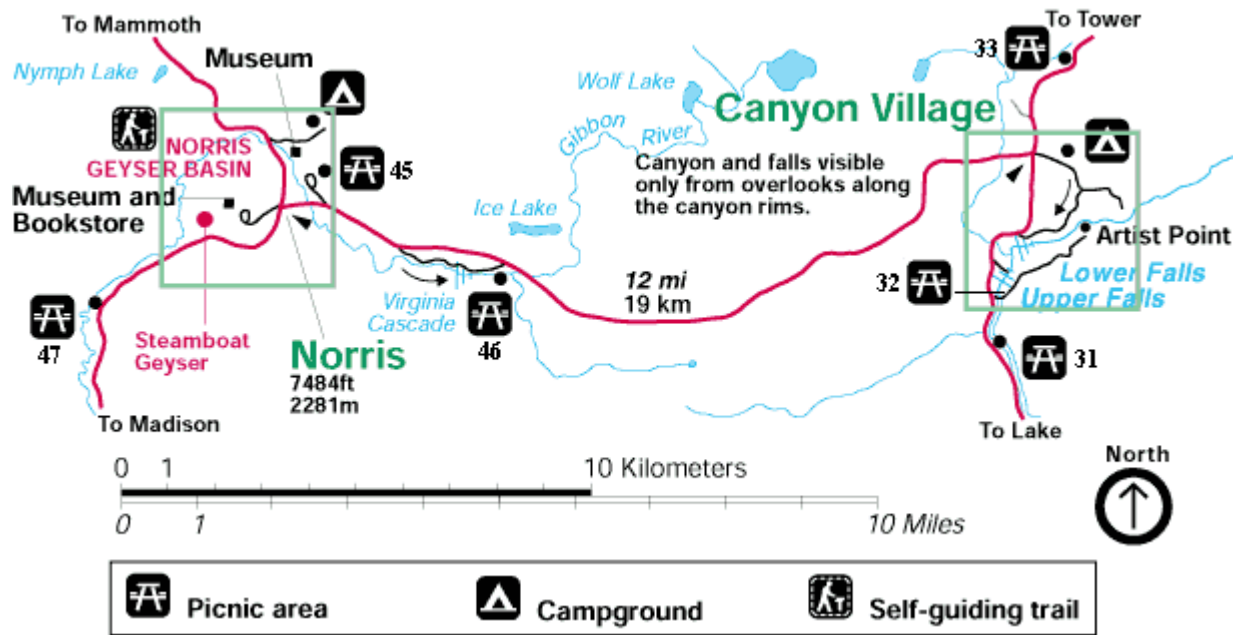 To Mammoth
To Tower
33
Museum
Nymph Lake
Wolf Lake
Canyon Village
Gibbon
River
NORRIS
GEYSER BASIN
45
Canyon and falls visible
only from overlooks along
the canyon rims.
Museum and
Bookstore
Ice Lake
Artist Point
12 mi
19 km
32
Lower Falls
Upper Falls
Virginia
Cascade
47
Steamboat
Geyser
46
31
Norris
7484ft
2281m
To Madison
To Lake
North
0 1 10 Kilometers
0 1 10 Miles
Picnic area
Campground
Self-guiding trail